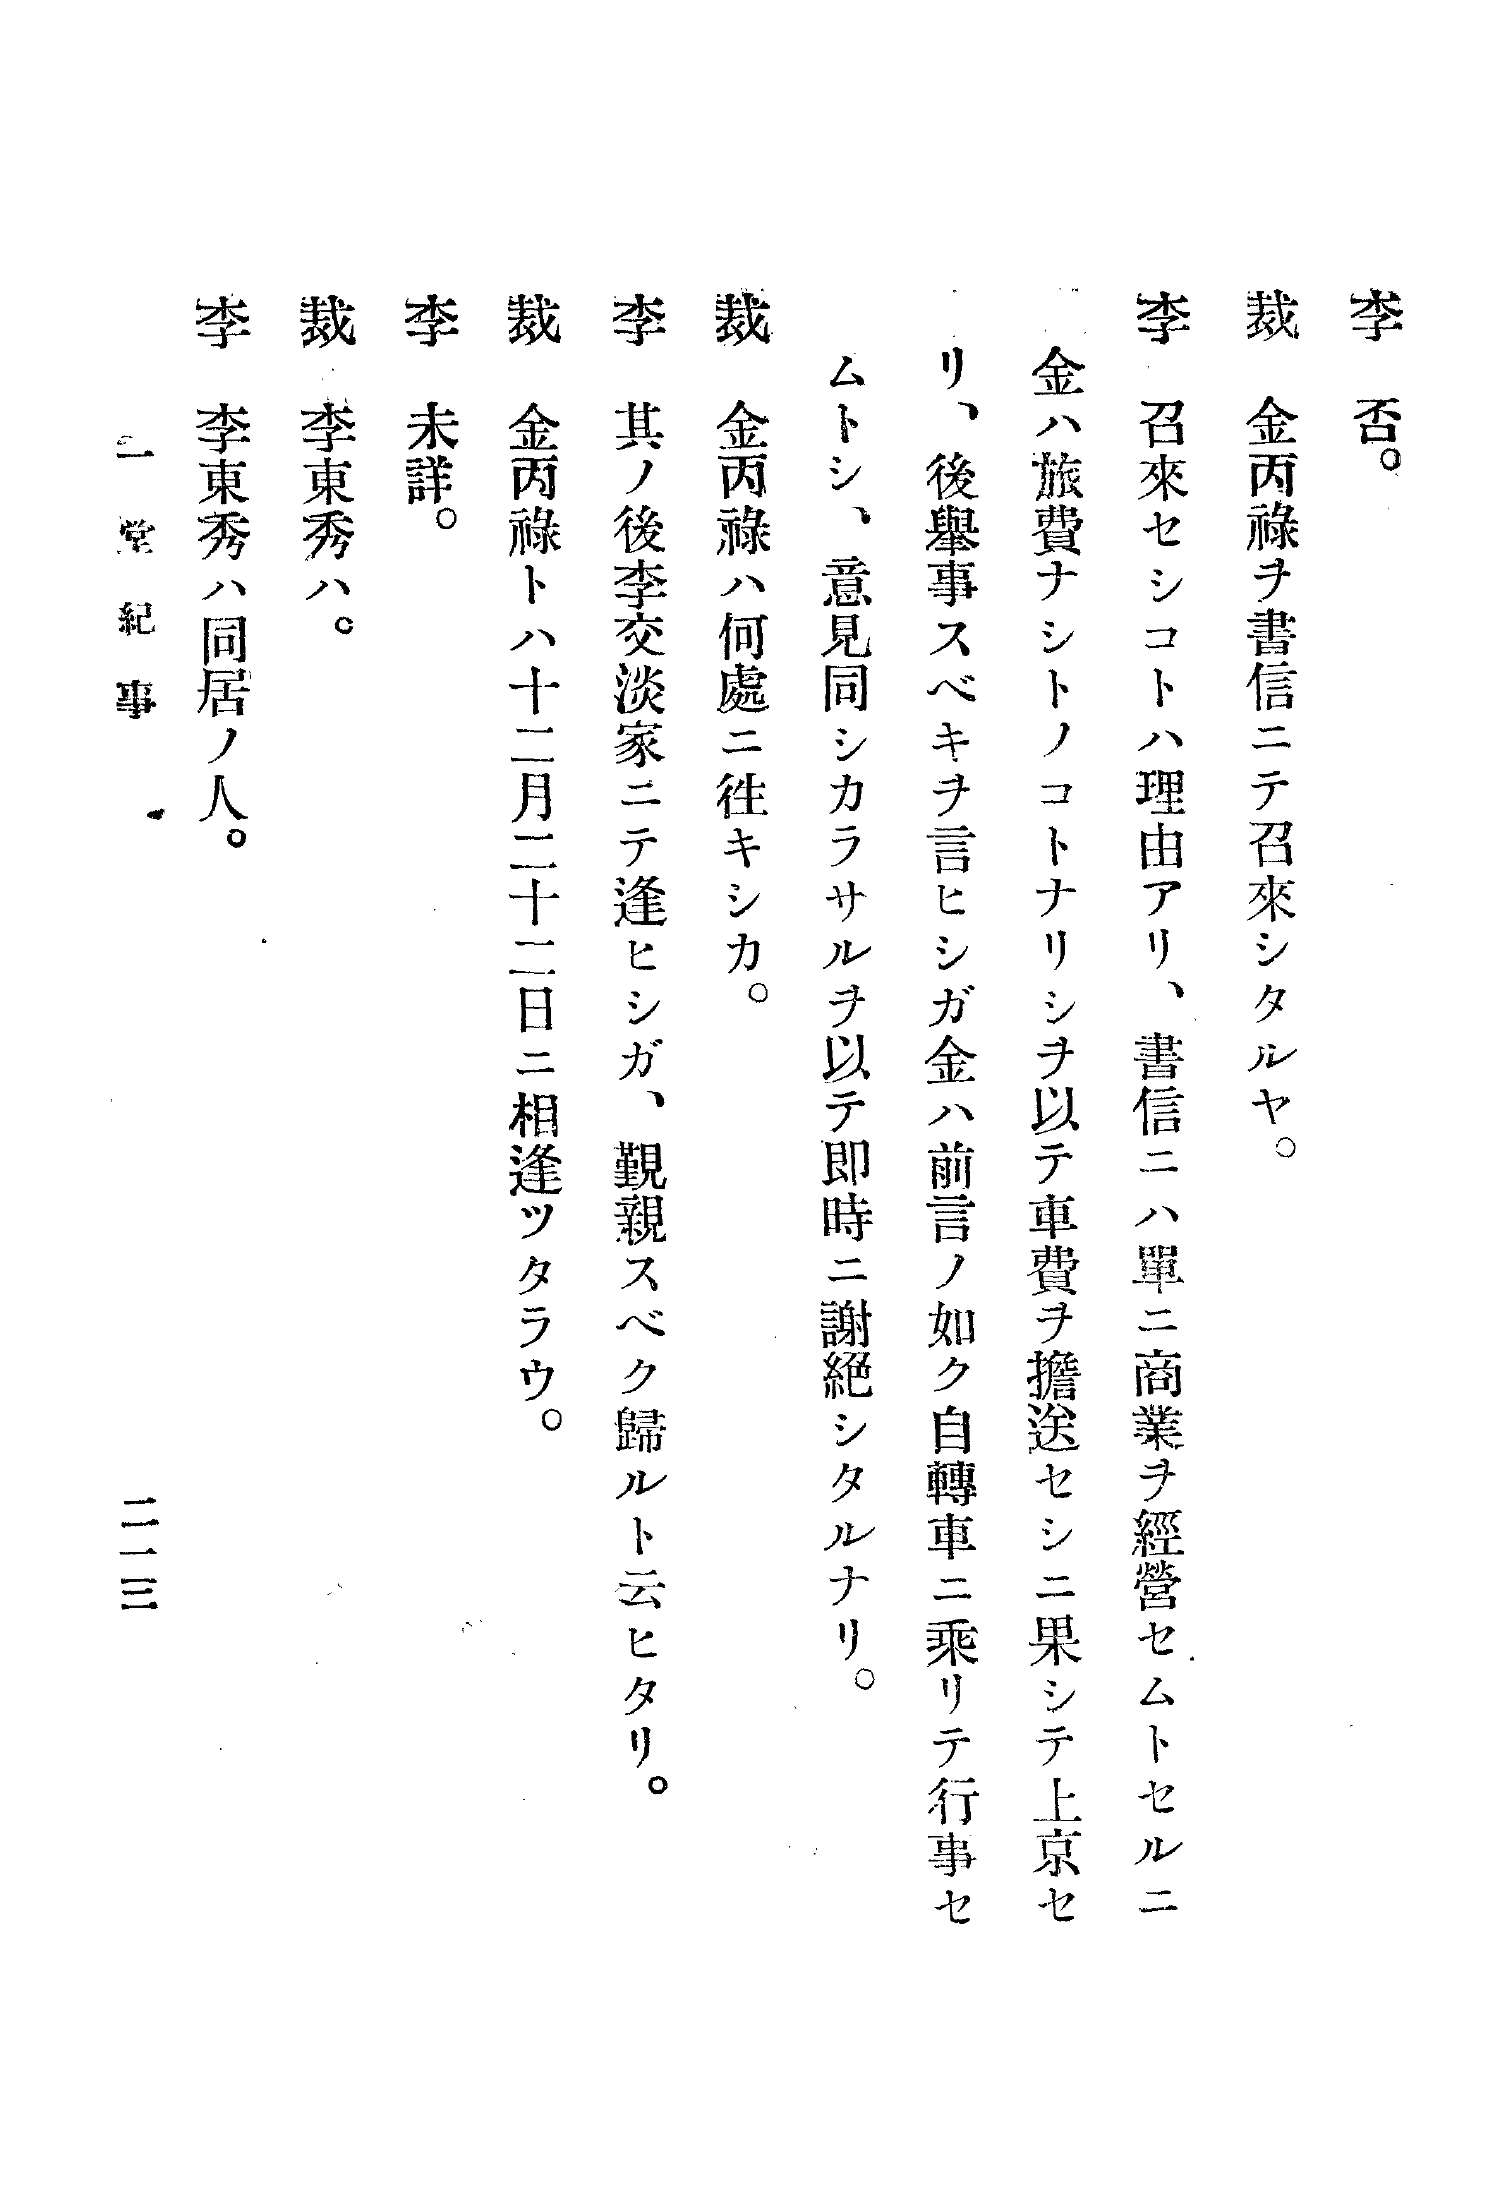 李　否。
裁　金丙祿ヲ書信ニテ召來シタルヤ。
李　召來セシコトハ理由アリ、書信ニハ單ニ商業ヲ經營セムトセルニ
金ハ旅費ナシトノコトナリシヲ以テ車費ヲ擔送セシニ果シテ上京セ
リ、後擧事スベキヲ言ヒシガ金ハ前言ノ如ク自轉車ニ乘リテ行事セ
ムトシ、意見同シカラサルヲ以テ即時ニ謝絕シタルナリ。
裁　金丙祿ハ何處ニ徃キシカ。
李　其ノ後李交淡家ニテ逢ヒシガ、覲親スベク歸ルト云ヒタリ。
裁　金丙祿トハ十二月二十二日ニ相逢ツタラウ。
李　未詳。
裁　李東秀ハ。
李　李東秀ハ同居ノ人。
一堂紀事
二一三